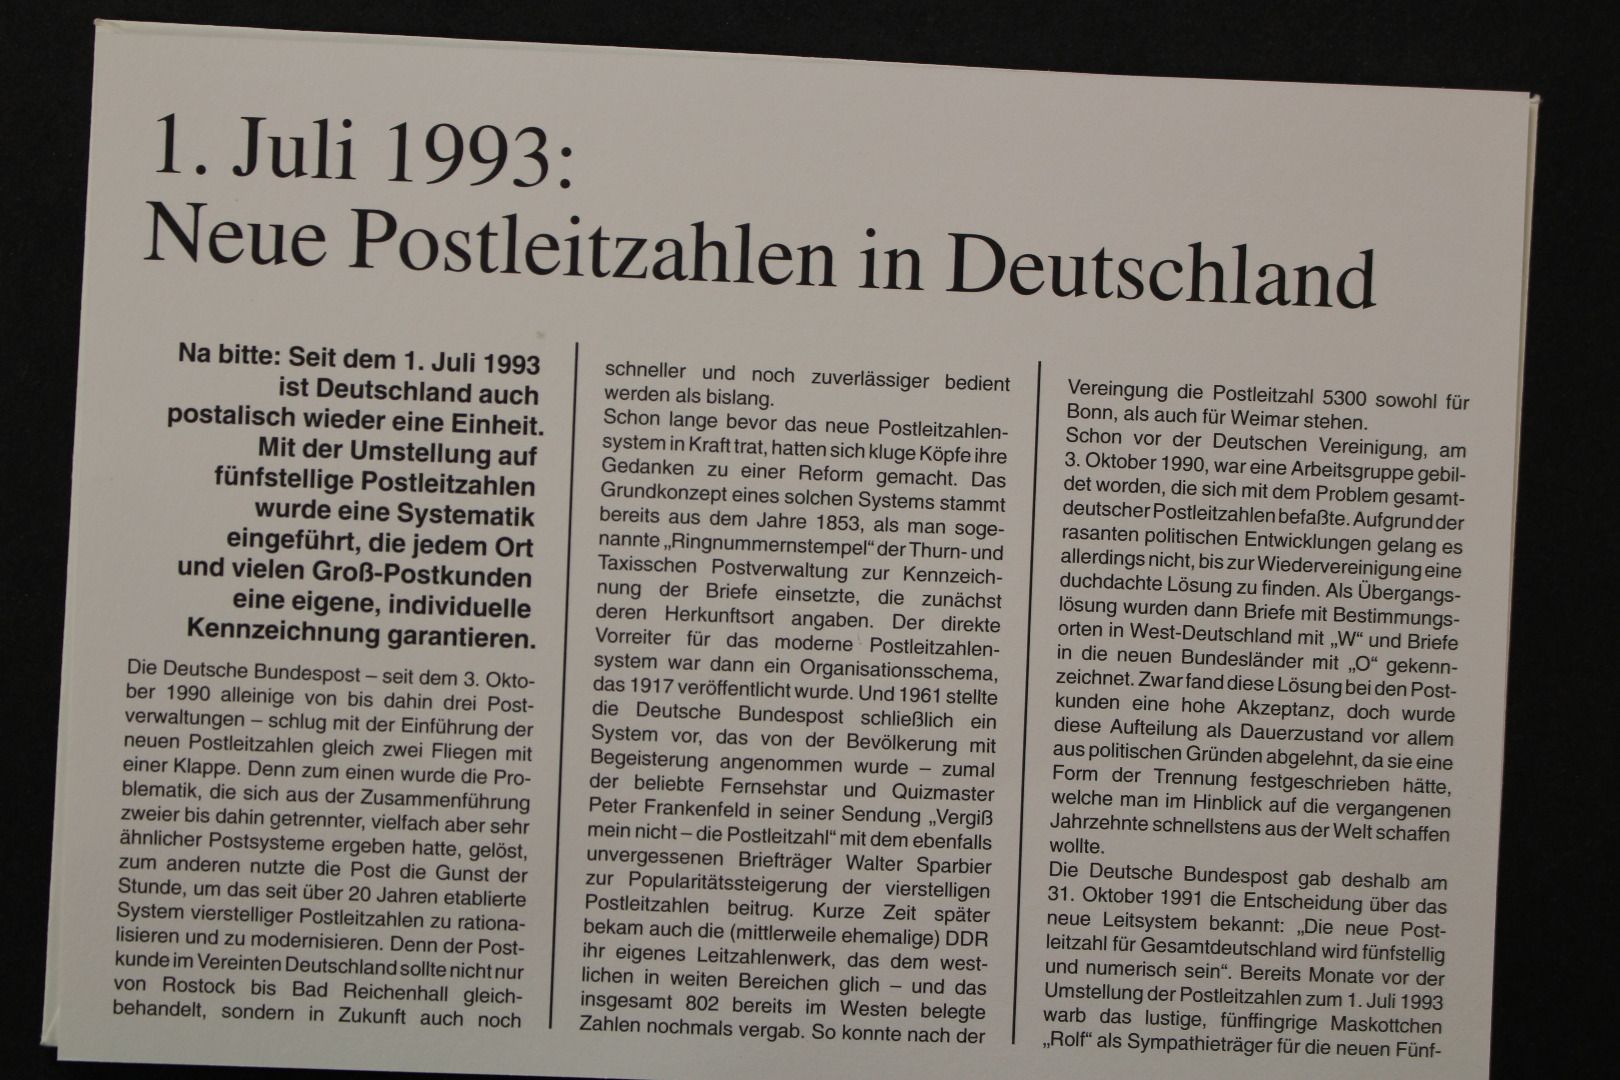 1. Juli 1993:
Neue Postleitzahlen in Deutschland
Na bitte: Seit dem 1. Juli 1993
ist Deutschland auch
postalisch wieder eine Einheit.
Mit der Umstellung auf
fünfstellige Postleitzahlen
wurde eine Systematik
eingeführt, die jedem Ort
und vielen Groß-Postkunden
eine eigene, individuelle
Kennzeichnung garantieren.
Die Deutsche Bundespost – seit dem 3. Okto-
ber 1990 alleinige von bis dahin drei Post-
verwaltungen – schlug mit der Einführung der
neuen Postleitzahlen gleich zwei Fliegen mit
einer Klappe. Denn zum einen wurde die Pro-
blematik, die sich aus der Zusammenführung
zweier bis dahin getrennter, vielfach aber sehr
ähnlicher Postsysteme ergeben hatte, gelöst,
zum anderen nutzte die Post die Gunst der
Stunde, um das seit über 20 Jahren etablierte
System vierstelliger Postleitzahlen zu rationa-
lisieren und zu modernisieren. Denn der Post-
kunde im Vereinten Deutschland sollte nicht nur
von Rostock bis Bad Reichenhall gleich-
behandelt, sondern in Zukunft auch noch
schneller und noch zuverlässiger bedient
werden als bislang.
Schon lange bevor das neue Postleitzahlen-
system in Kraft trat, hatten sich kluge Köpfe ihre
Gedanken zu einer Reform gemacht. Das
Grundkonzept eines solchen Systems stammt
bereits aus dem Jahre 1853, als man soge-
nannte „Ringnummernstempel“ der Thurn- und
Taxisschen Postverwaltung zur Kennzeich-
nung der Briefe einsetzte, die zunächst
deren Herkunftsort angaben. Der direkte
Vorreiter für das moderne Postleitzahlen-
system war dann ein Organisationsschema,
das 1917 veröffentlicht wurde. Und 1961 stellte
die Deutsche Bundespost schließlich ein
System vor, das von der Bevölkerung mit
Begeisterung angenommen wurde – zumal
der beliebte Fernsehstar und Quizmaster
Peter Frankenfeld in seiner Sendung „Vergiß
mein nicht – die Postleitzahl“ mit dem ebenfalls
unvergessenen Briefträger Walter Sparbier
zur Popularitätssteigerung der vierstelligen
Postleitzahlen beitrug. Kurze Zeit später
bekam auch die (mittlerweile ehemalige) DDR
ihr eigenes Leitzahlenwerk, das dem west-
lichen in weiten Bereichen glich – und das
insgesamt 802 bereits im Westen belegte
Zahlen nochmals vergab. So konnte nach der
Vereingung die Postleitzahl 5300 sowohl für
Bonn, als auch für Weimar stehen.
Schon vor der Deutschen Vereinigung, am
3. Oktober 1990, war eine Arbeitsgruppe gebil-
det worden, die sich mit dem Problem gesamt-
deutscher Postleitzahlen befaßte. Aufgrund der
rasanten politischen Entwicklungen gelang es
allerdings nicht, bis zur Wiedervereinigung eine
duchdachte Lösung zu finden. Als Übergangs-
lösung wurden dann Briefe mit Bestimmungs-
orten in West-Deutschland mit „W“ und Briefe
in die neuen Bundesländer mit „O“ gekenn-
zeichnet. Zwar fand diese Lösung bei den Post-
kunden eine hohe Akzeptanz, doch wurde
diese Aufteilung als Dauerzustand vor allem
aus politischen Gründen abgelehnt, da sie eine
Form der Trennung festgeschrieben hätte,
welche man im Hinblick auf die vergangenen
Jahrzehnte schnellstens aus der Welt schaffen
wollte.
Die Deutsche Bundespost gab deshalb am
31. Oktober 1991 die Entscheidung über das
neue Leitsystem bekannt: „Die neue Post-
leitzahl für Gesamtdeutschland wird fünfstellig
und numerisch sein“. Bereits Monate vor der
Umstellung der Postleitzahlen zum 1. Juli 1993
warb das lustige, fünffingrige Maskottchen
„Rolf“ als Sympathieträger für die neuen Fünf-